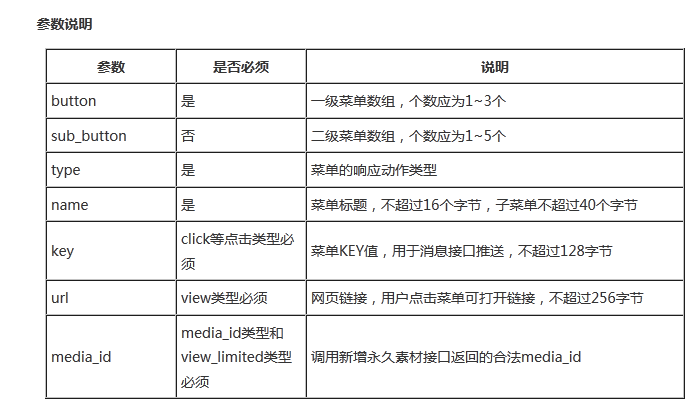 参数说明
参数 是否必须 说明
button 是 一级菜单数组，个数应为1~3个
sub_button 否 二级菜单数组，个数应为1~5个
type 是 菜单的响应动作类型
name 是 菜单标题，不超过16个字节，子菜单不超过40个字节
key click等点击类型必须 菜单KEY值，用于消息接口推送，不超过128字节
url view类型必须 网页链接，用户点击菜单可打开链接，不超过256字节
media_id media_id类型和view_limited类型必须 调用新增永久素材接口返回的合法media_id